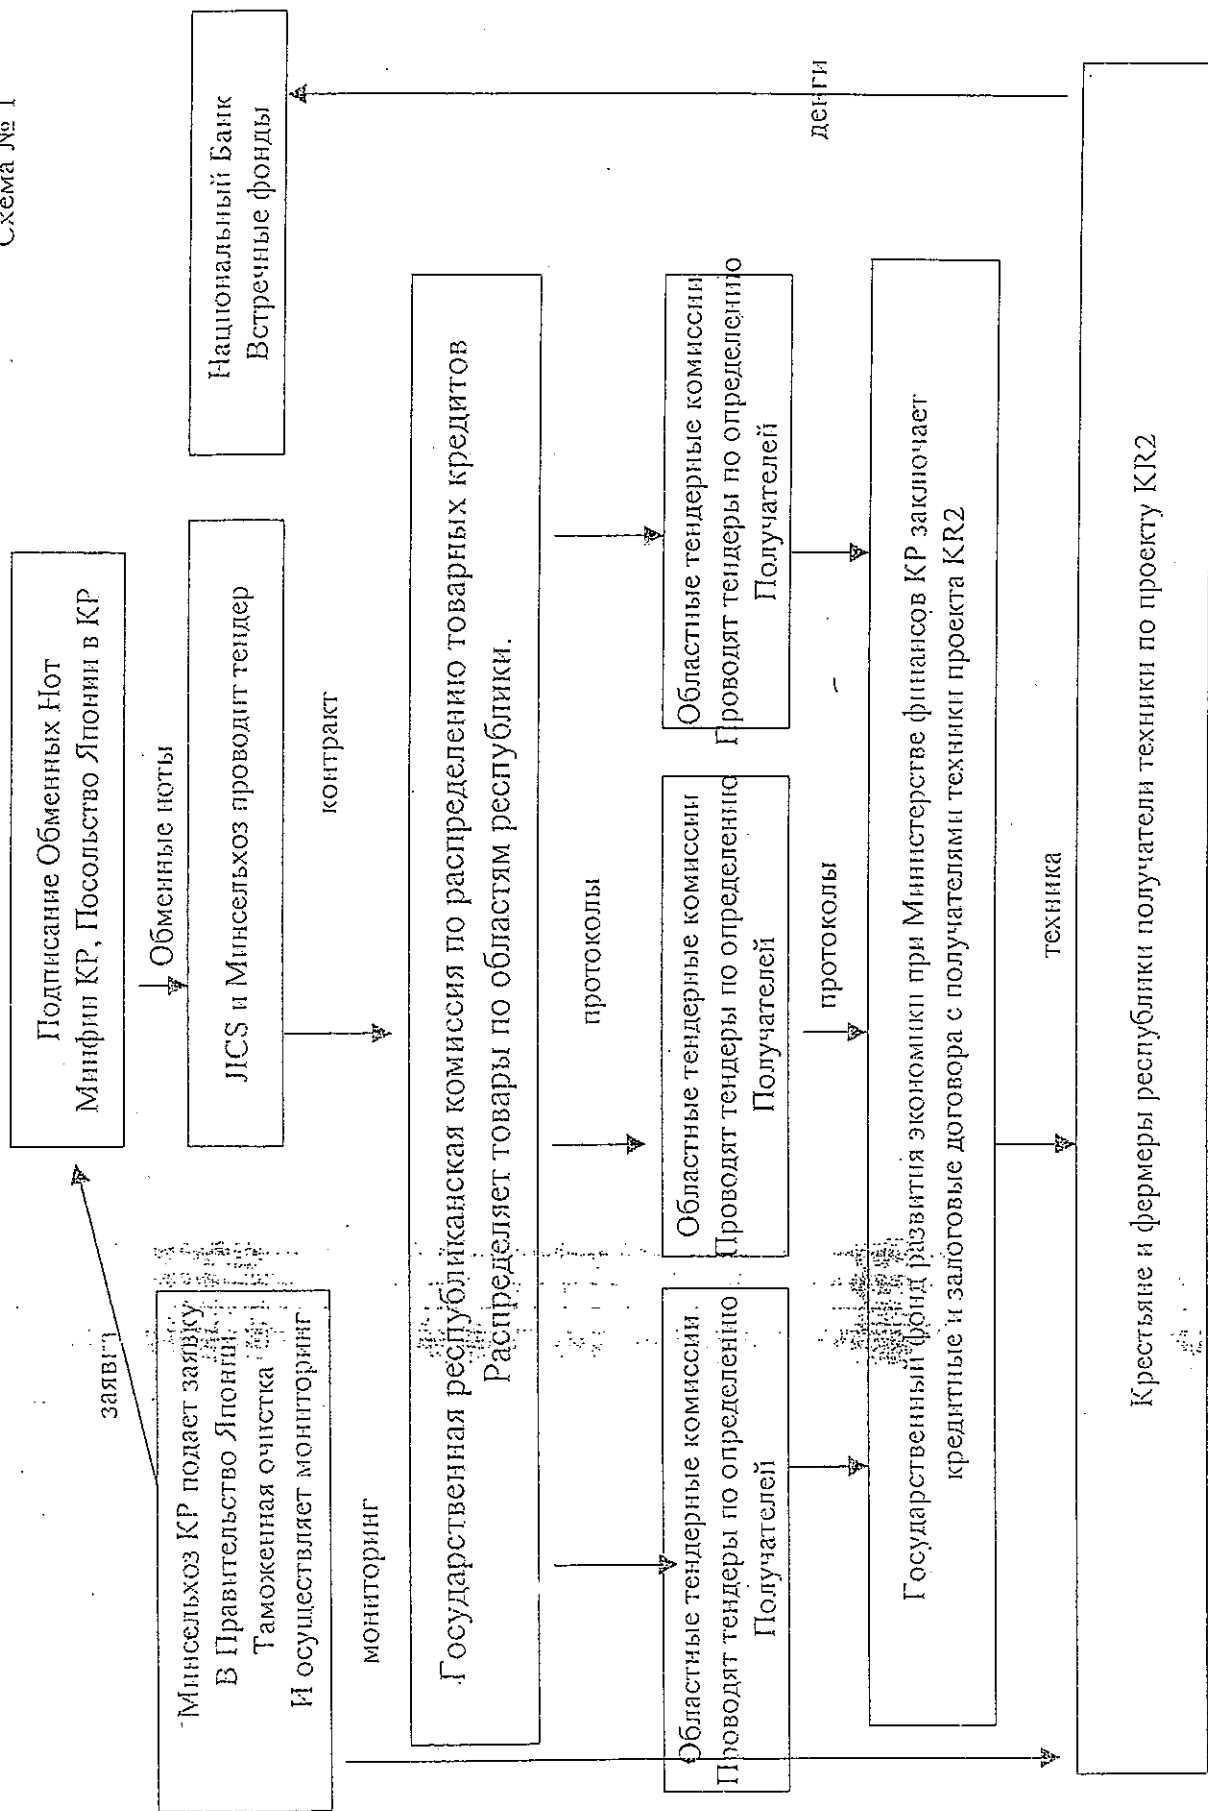 Схема № 1
Подписание Обменных Нот
Минфин КР, Посольство Японии в КР
заявка
Обменные ноты
Минсельхоз КР подает заявку
В Правительство Японии.
Таможенная очистка
И осуществляет мониторинг
JICS и Минсельхоз проводит тендер
Национальный Банк
Встречные фонды
мониторинг
контракт
Государственная республиканская комиссия по распределению товарных кредитов
Распределяет товары по областям республики.
протоколы
Областные тендерные комиссии.
Проводят тендеры по определению
Получателей
Областные тендерные комиссии
Проводят тендеры по определению
Получателей
Областные тендерные комиссии.
Проводят тендеры по определению
Получателей
протоколы
деньги
Государственный фонд развития экономики при Министерстве финансов КР заключает
кредитные и залоговые договора с получателями техники проекта KR2
техника
Крестьяне и фермеры республики получатели техники по проекту KR2